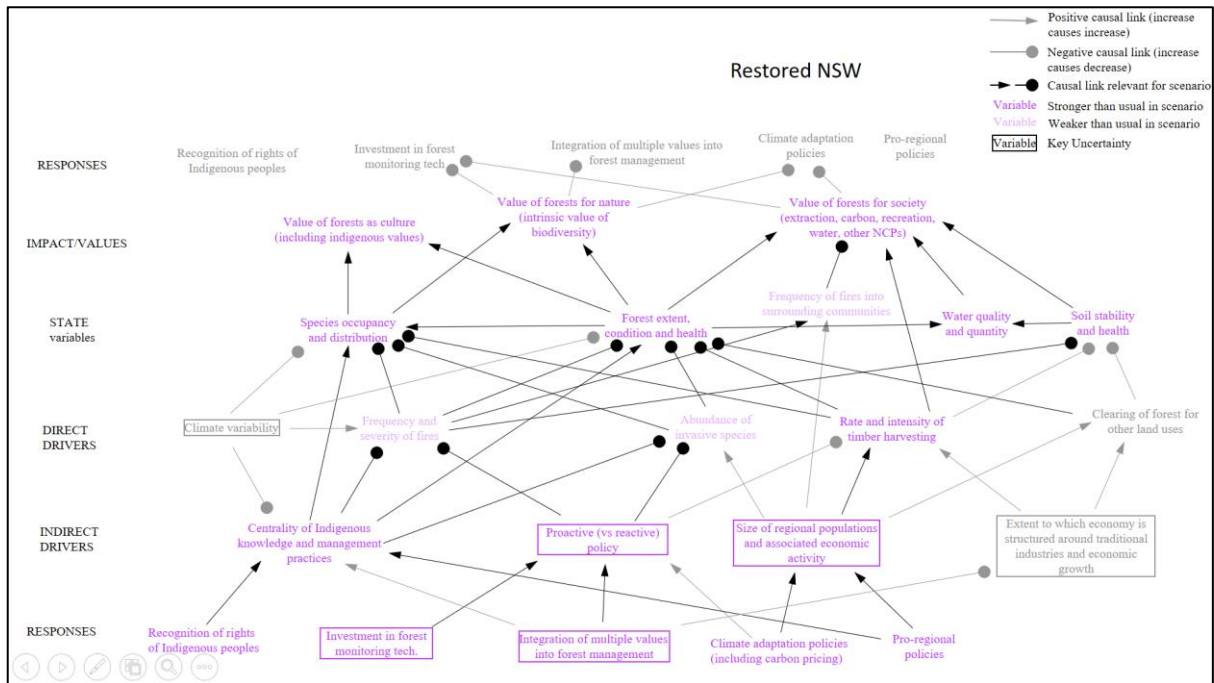 Restored NSW
Positive causal link (increase
causes increase)
Negative causal link (increase
causes decrease)
Causal link relevant for scenario
Variable Stronger than usual in scenario
Variable Weaker than usual in scenario
Variable Key Uncertainty
RESPONSES
Recognition of rights of
Indigenous peoples
Investment in forest
monitoring tech.
Integration of multiple values into
forest management
Climate adaptation
policies
Pro-regional
policies
IMPACT/VALUES
Value of forests as culture
(including indigenous values)
Value of forests for nature
(intrinsic value of
biodiversity)
Value of forests for society
(extraction, carbon, recreation,
water, other NCPs)
STATE
variables
Species occupancy
and distribution
Forest extent,
condition and health
Frequency of fires into
surrounding communities
Water quality
and quantity
Soil stability
and health
DIRECT
DRIVERS
Climate variability
Frequency and
severity of fires
Abundance of
invasive species
Rate and intensity of
timber harvesting
Clearing of forest for
other land uses
INDIRECT
DRIVERS
Centrality of Indigenous
knowledge and management
practices
Proactive (vs reactive)
policy
Size of regional populations
and associated economic
activity
Extent to which economy is
structured around traditional
industries and economic
growth
RESPONSES
Recognition of rights
of Indigenous peoples
Investment in forest
monitoring tech.
Integration of multiple values
into forest management
Climate adaptation policies
(including carbon pricing)
Pro-regional
policies